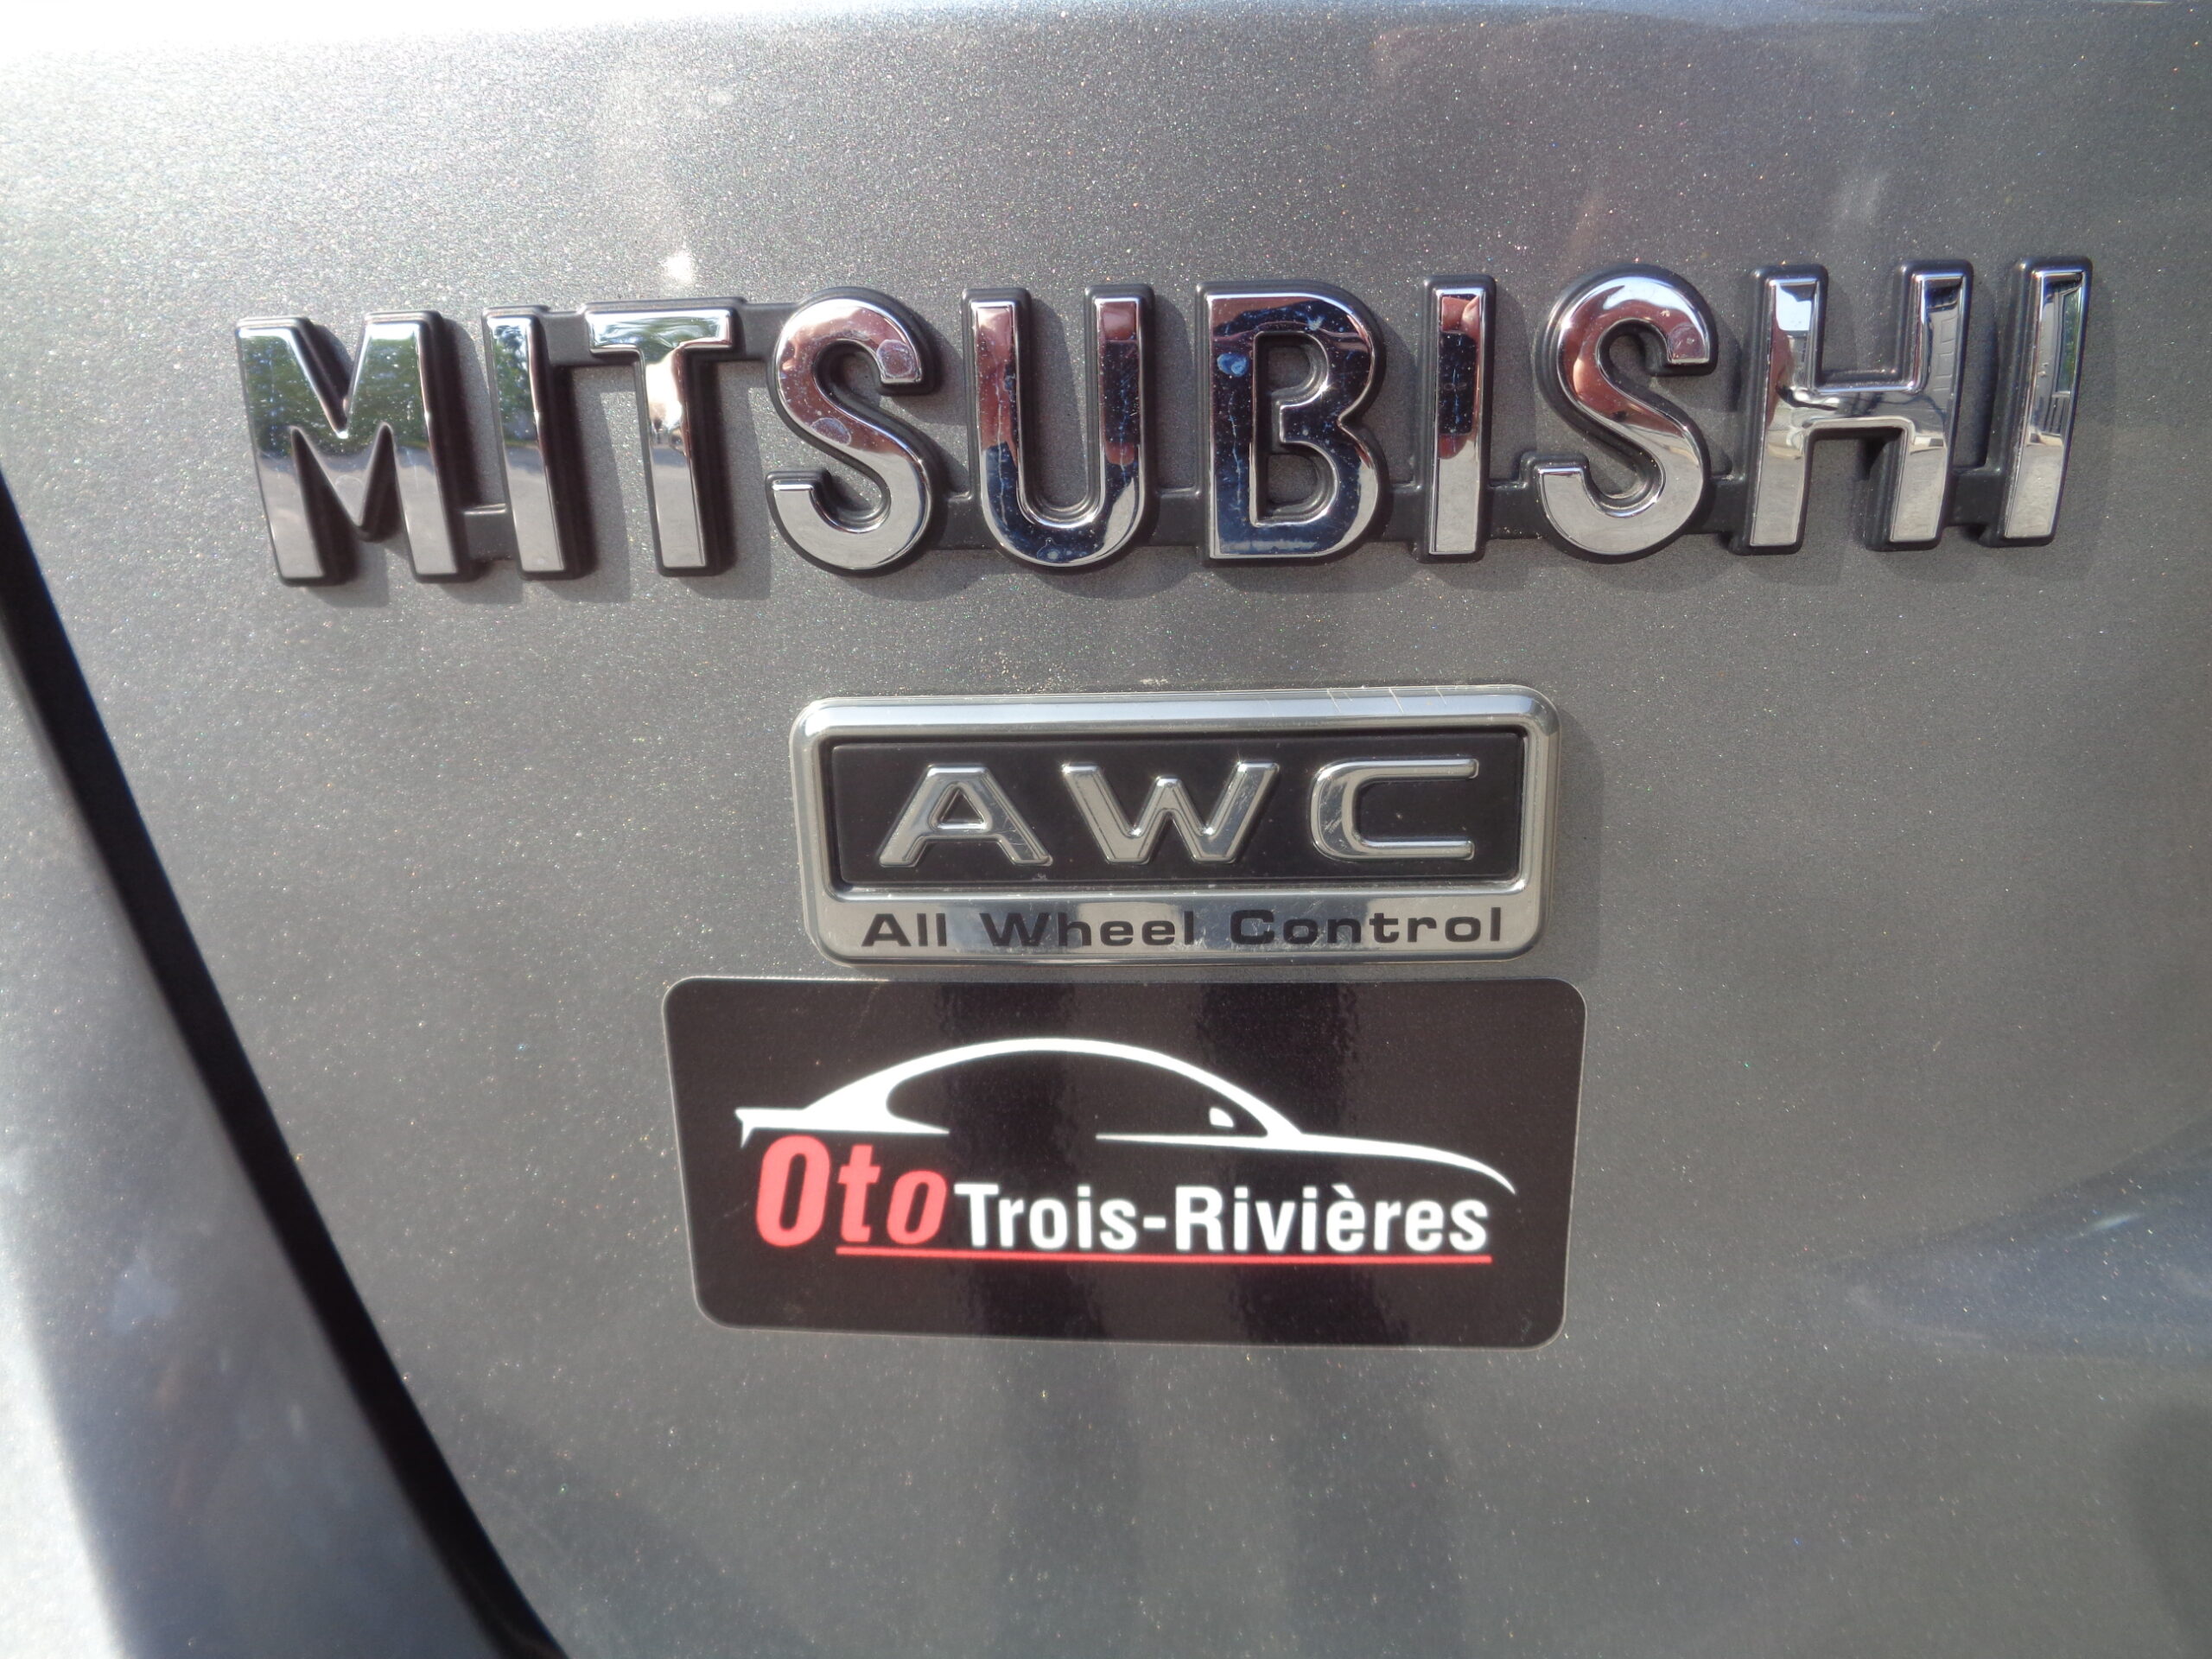 MITSUBISHI
AWC
All Wheel Control
Oto Trois-Rivières